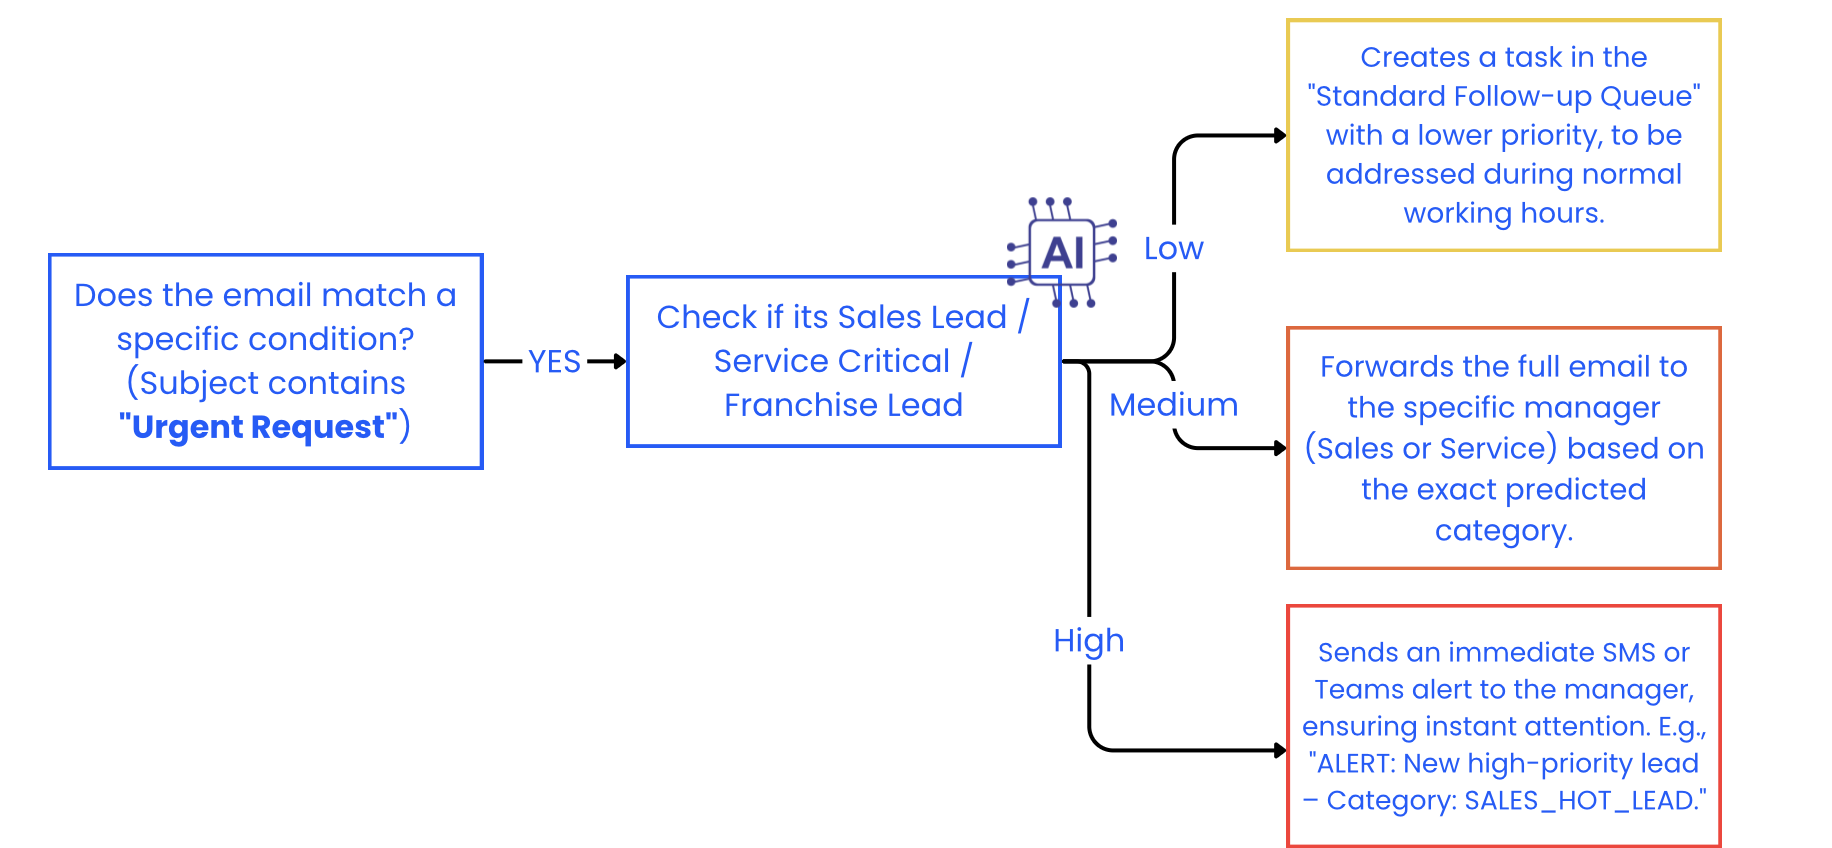 Does the email match a
specific condition?
(Subject contains
"Urgent Request")
YES
AI
Check if its Sales Lead /
Service Critical /
Franchise Lead
Low
Creates a task in the
"Standard Follow-up Queue"
with a lower priority, to be
addressed during normal
working hours.
Medium
Forwards the full email to
the specific manager
(Sales or Service) based on
the exact predicted
category.
High
Sends an immediate SMS or
Teams alert to the manager,
ensuring instant attention. E.g.,
"ALERT: New high-priority lead
– Category: SALES_HOT_LEAD."